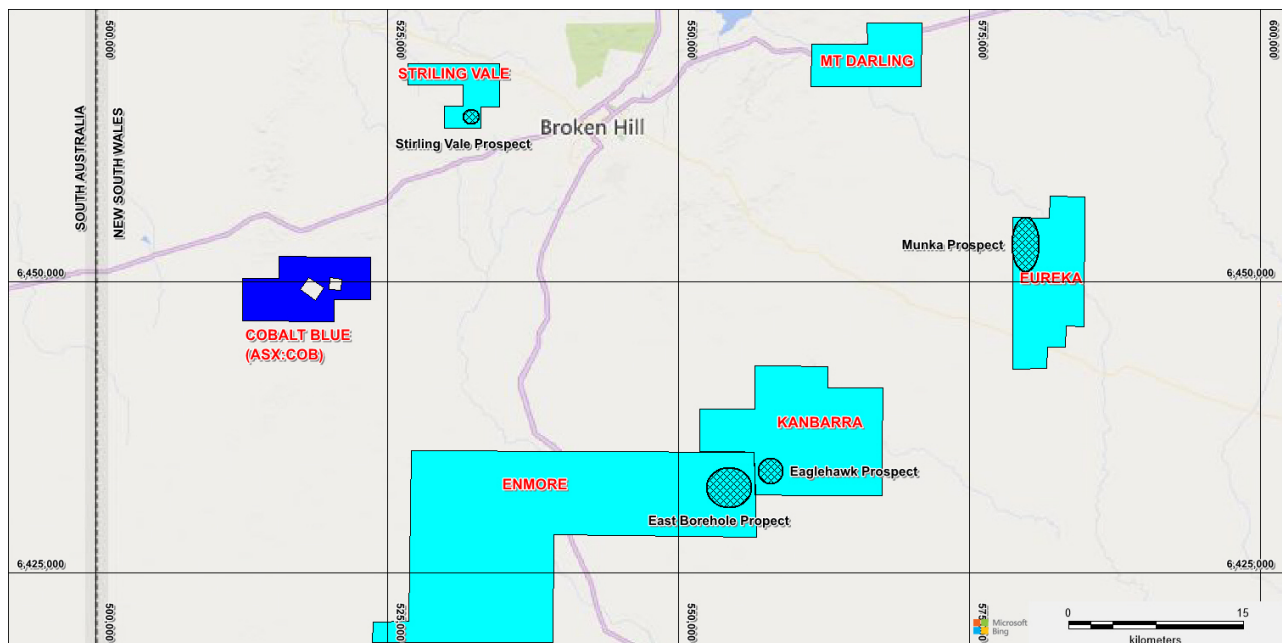 500,000
525,000
550,000
575,000
600,000
STRILING VALE
MT DARLING
Stirling Vale Prospect
Broken Hill
SOUTH AUSTRALIA
NEW SOUTH WALES
Munka Prospect
6,450,000
6,450,000
EUREKA
COBALT BLUE
(ASX:COB)
KANBARRA
Eaglehawk Prospect
ENMORE
East Borehole Propect
6,425,000
6,425,000
500,000
525,000
550,000
575,000
Microsoft
Bing
0
15
kilometers